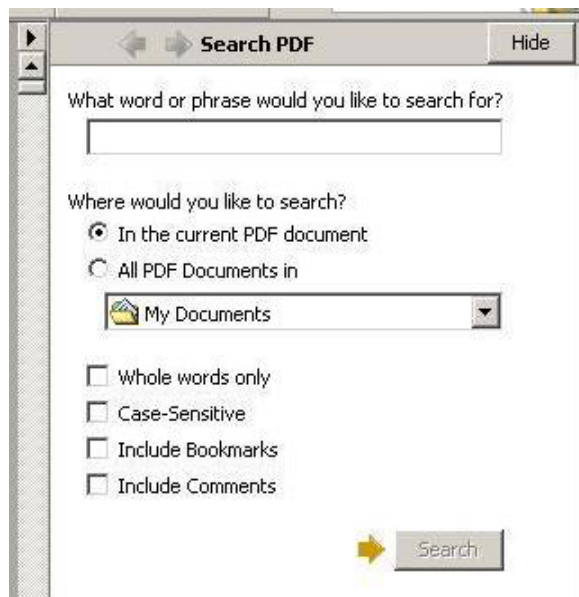 Search PDF Hide
What word or phrase would you like to search for?
Where would you like to search?
In the current PDF document
All PDF Documents in
My Documents
Whole words only
Case-Sensitive
Include Bookmarks
Include Comments
Search